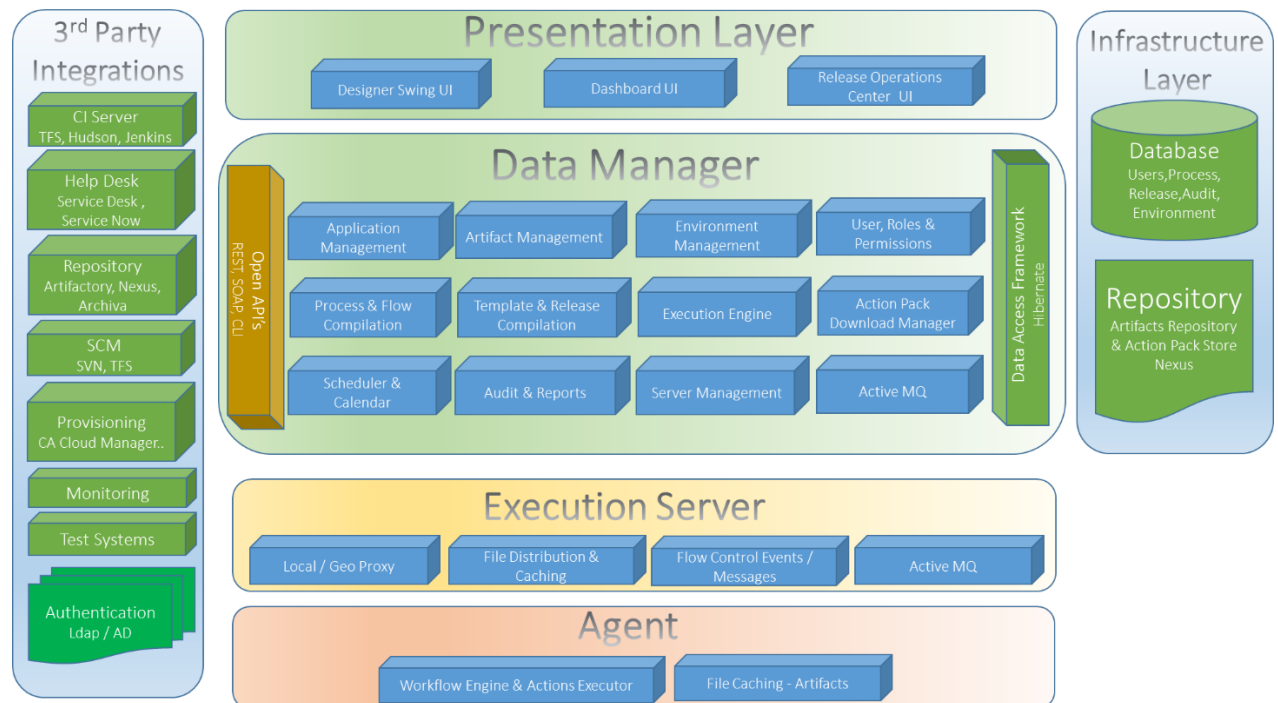 3rd Party
Integrations
CI Server
TFS, Hudson, Jenkins
Help Desk
Service Desk ,
Service Now
Repository
Artifactory, Nexus,
Archiva
SCM
SVN, TFS
Provisioning
CA Cloud Manager..
Monitoring
Test Systems
Authentication
Ldap / AD
Presentation Layer
Designer Swing UI
Dashboard UI
Release Operations
Center UI
Data Manager
Open API's
REST, SOAP, CLI
Application
Management
Artifact Management
Environment
Management
User, Roles &
Permissions
Process & Flow
Compilation
Template & Release
Compilation
Execution Engine
Action Pack
Download Manager
Scheduler &
Calendar
Audit & Reports
Server Management
Active MQ
Data Access Framework
Hibernate
Execution Server
Local / Geo Proxy
File Distribution &
Caching
Flow Control Events /
Messages
Active MQ
Agent
Workflow Engine & Actions Executor
File Caching - Artifacts
Infrastructure
Layer
Database
Users,Process,
Release,Audit,
Environment
Repository
Artifacts Repository
& Action Pack Store
Nexus